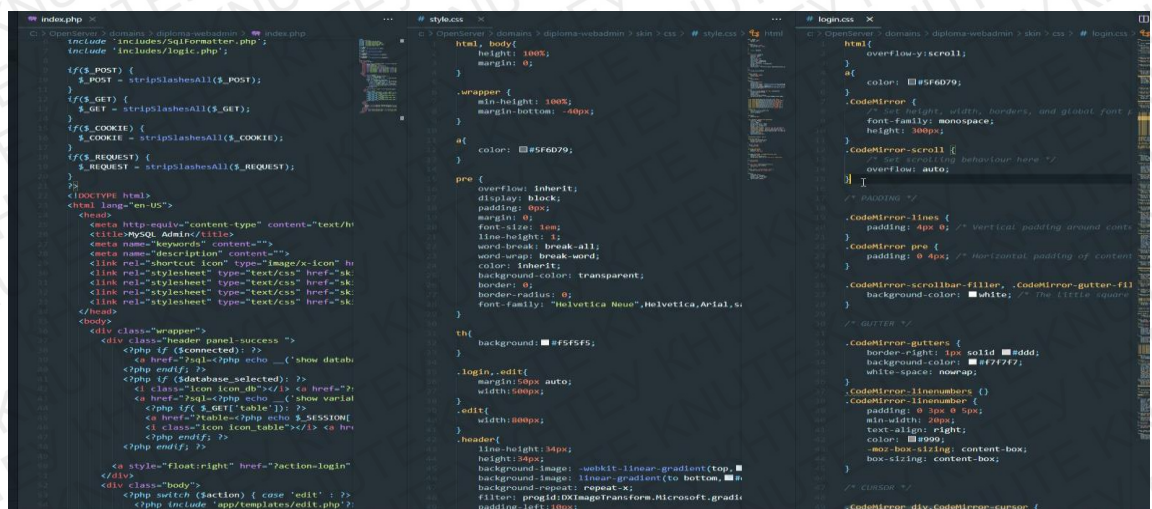 index.php
C: > OpenServer > domains > diploma-webadmin > index.php
include 'includes/SqlFormatter.php';
include 'includes/logic.php';
if($_POST) {
$_POST = stripSlashesAll($_POST);
}
if($_GET) {
$_GET = stripSlashesAll($_GET);
}
if($_COOKIE) {
$_COOKIE = stripSlashesAll($_COOKIE);
}
if($_REQUEST) {
$_REQUEST = stripSlashesAll($_REQUEST);
}
?>
<!DOCTYPE html>
<html lang="en-US">
<head>
<meta http-equiv="content-type" content="text/ht
<title>MySQL Admin</title>
<meta name="keywords" content="">
<meta name="description" content="">
<link rel="shortcut icon" type="image/x-icon" h
<link rel="stylesheet" type="text/css" href="sk
<link rel="stylesheet" type="text/css" href="sk
<link rel="stylesheet" type="text/css" href="sk
<link rel="stylesheet" type="text/css" href="sk
</head>
<body>
<div class="wrapper">
<div class="header panel-success ">
<?php if ($connected): ?>
<a href="?sql=<?php echo __('show databa
<?php endif; ?>
<?php if ($database_selected): ?>
<i class="icon icon_db"></i> <a href="?
<a href="?sql=<?php echo __('show varial
<?php if( $_GET['table']): ?>
<a href="?table=<?php echo $_SESSION[
<i class="icon icon_table"></i> <a hr
<?php endif; ?>
<?php endif; ?>
<a style="float:right" href="?action=login"
</div>
<div class="body">
<?php switch ($action) { case 'edit' : ?>
<?php include 'app/templates/edit.php'?
# style.css
C: > OpenServer > domains > diploma-webadmin > skin > css > # style.css > html
html, body{
height: 100%;
margin: 0;
}
.wrapper {
min-height: 100%;
margin-bottom: -40px;
}
a{
color: #5F6D79;
}
pre {
overflow: inherit;
display: block;
padding: 0px;
margin: 0;
font-size: 1em;
line-height: 1;
word-break: break-all;
word-wrap: break-word;
color: inherit;
background-color: transparent;
border: 0;
border-radius: 0;
font-family: "Helvetica Neue",Helvetica,Arial,sa
}
th{
background: #f5f5f5;
}
.login,.edit{
margin:50px auto;
width:500px;
}
.edit{
width:800px;
}
.header{
line-height:34px;
height:34px;
background-image: -webkit-linear-gradient(top,
background-image: linear-gradient(to bottom,
background-repeat: repeat-x;
filter: progid:DXImageTransform.Microsoft.gradie
padding-left:10px;
# login.css
C: > OpenServer > domains > diploma-webadmin > skin > css > # login.css >
html{
overflow-y:scroll;
}
a{
color: #5F6D79;
}
.CodeMirror {
/* Set height, width, borders, and global font p
font-family: monospace;
height: 300px;
}
.CodeMirror-scroll {
/* Set scrolling behaviour here */
overflow: auto;
}
/* PADDING */
.CodeMirror-lines {
padding: 4px 0; /* Vertical padding around conte
}
.CodeMirror pre {
padding: 0 4px; /* Horizontal padding of content
}
.CodeMirror-scrollbar-filler, .CodeMirror-gutter-fil
background-color: white; /* The little square
}
/* GUTTER */
.CodeMirror-gutters {
border-right: 1px solid #ddd;
background-color: #f7f7f7;
white-space: nowrap;
}
.CodeMirror-linenumbers {}
.CodeMirror-linenumber {
padding: 0 3px 0 5px;
min-width: 20px;
text-align: right;
color: #999;
-moz-box-sizing: content-box;
box-sizing: content-box;
}
/* CURSOR */
.CodeMirror div.CodeMirror-cursor {